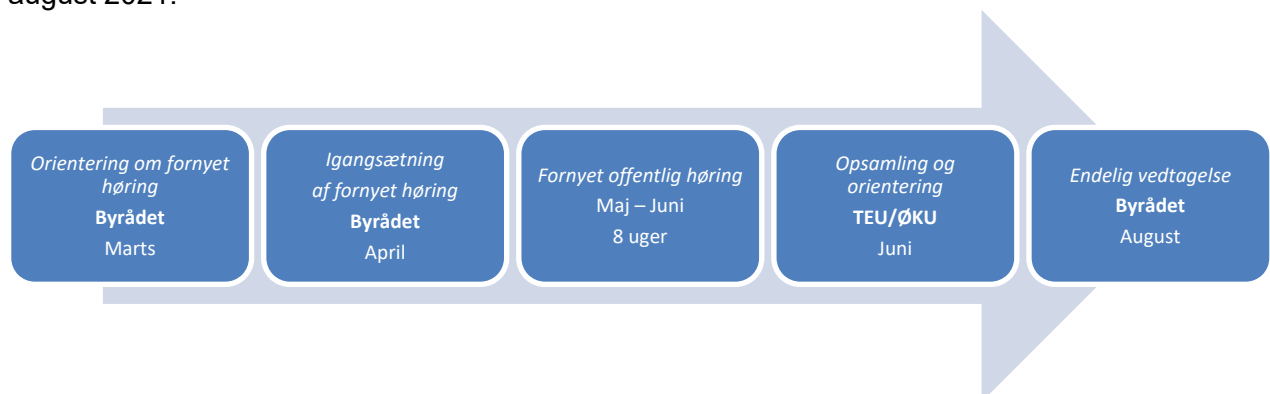 august 2021.
Orientering om fornyet
høring
Byrådet
Marts
Igangsætning
af fornyet høring
Byrådet
April
Fornyet offentlig høring
Maj – Juni
8 uger
Opsamling og
orientering
TEU/ØKU
Juni
Endelig vedtagelse
Byrådet
August